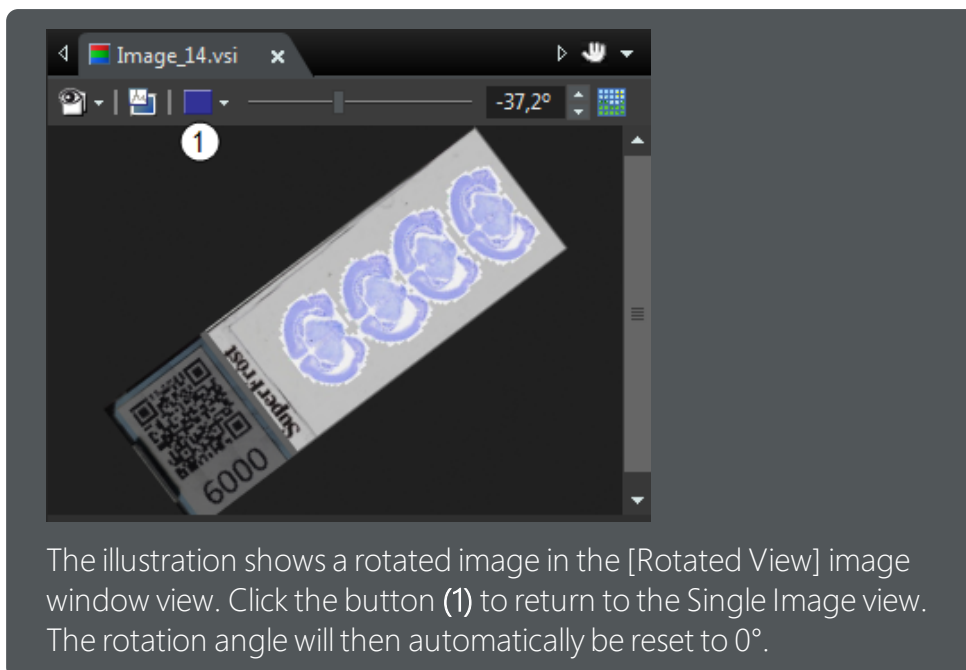 Image_14.vsi
-37,2°
1
SuperFrost
6000
The illustration shows a rotated image in the [Rotated View] image
window view. Click the button (1) to return to the Single Image view.
The rotation angle will then automatically be reset to 0°.